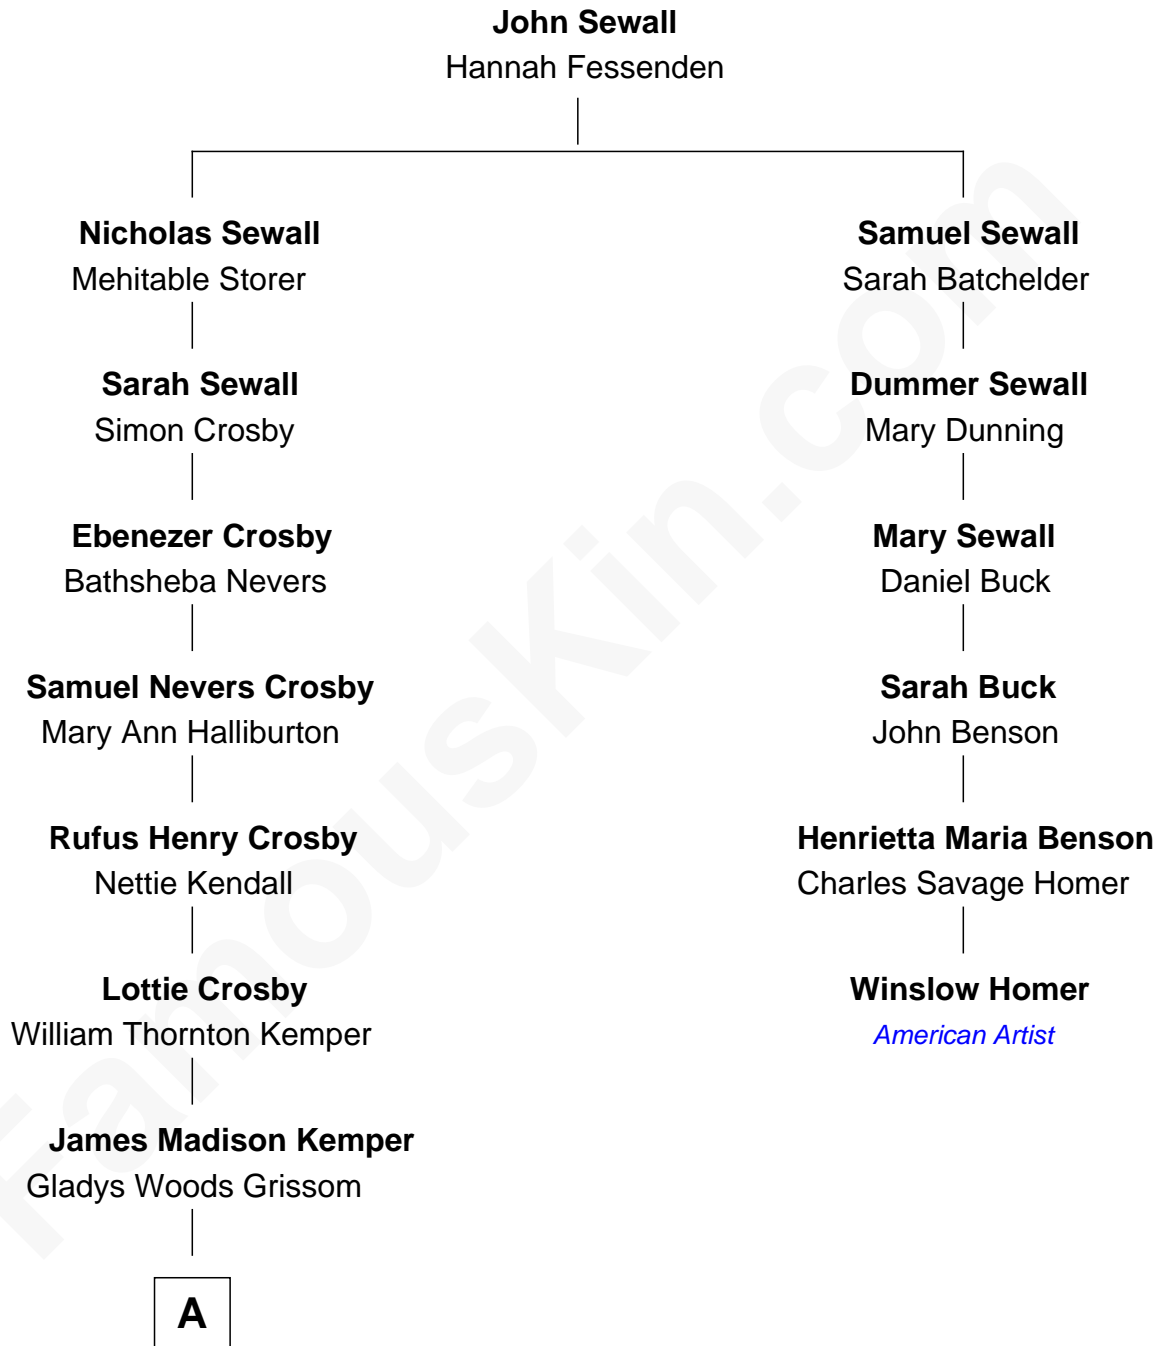 John Sewall
Hannah Fessenden
Nicholas Sewall
Mehitable Storer
Samuel Sewall
Sarah Batchelder
Sarah Sewall
Simon Crosby
Dummer Sewall
Mary Dunning
Ebenezer Crosby
Bathsheba Nevers
Mary Sewall
Daniel Buck
Samuel Nevers Crosby
Mary Ann Halliburton
Sarah Buck
John Benson
Rufus Henry Crosby
Nettie Kendall
Henrietta Maria Benson
Charles Savage Homer
Lottie Crosby
William Thornton Kemper
Winslow Homer
American Artist
James Madison Kemper
Gladys Woods Grissom
A
FamousKin.com